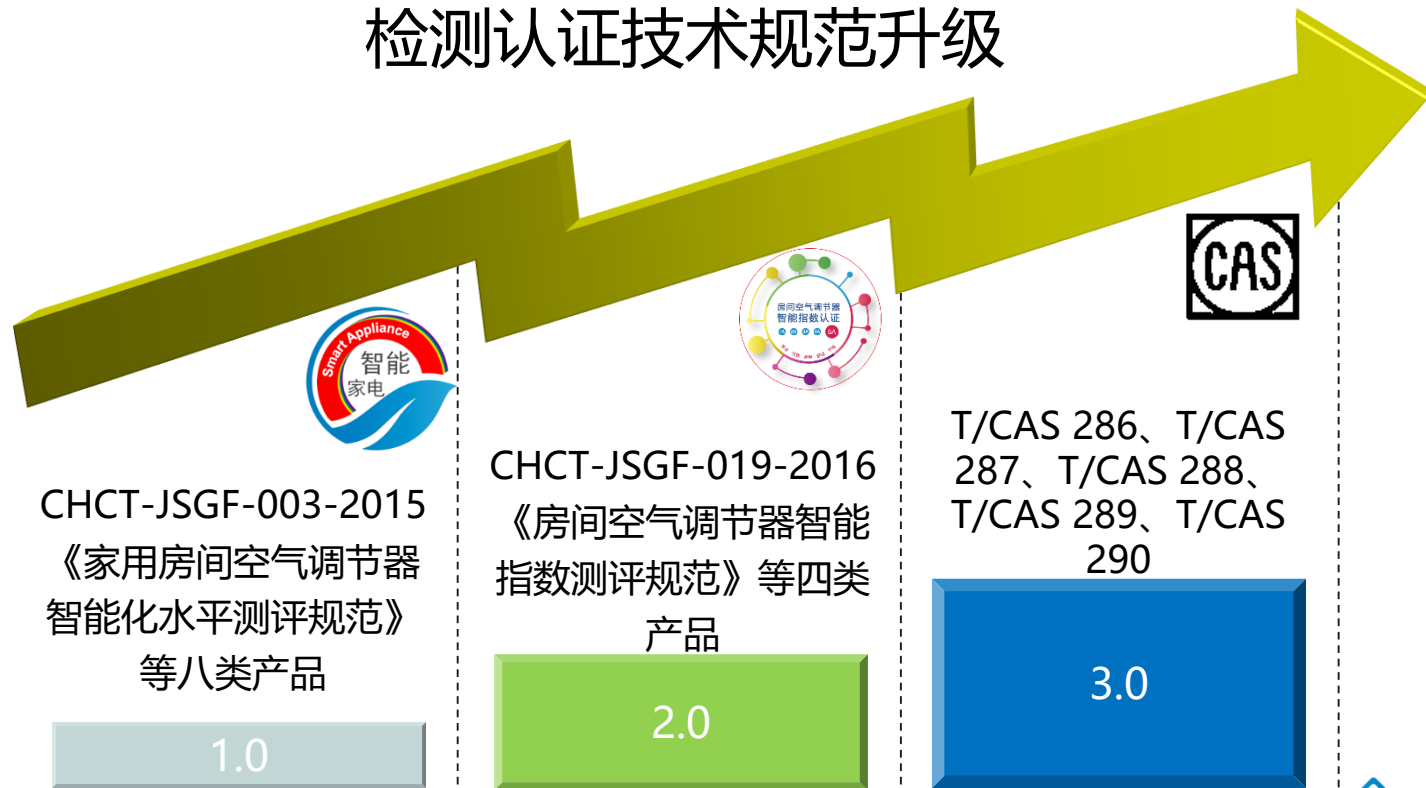 检测认证技术规范升级
Smart Appliance
智能
家电
房间空气调节器
智能指数认证
5A
CAS
CHCT-JSGF-003-2015
《家用房间空气调节器
智能化水平测评规范》
等八类产品
1.0
CHCT-JSGF-019-2016
《房间空气调节器智能
指数测评规范》等四类
产品
2.0
T/CAS 286、T/CAS
287、T/CAS 288、
T/CAS 289、T/CAS
290
3.0